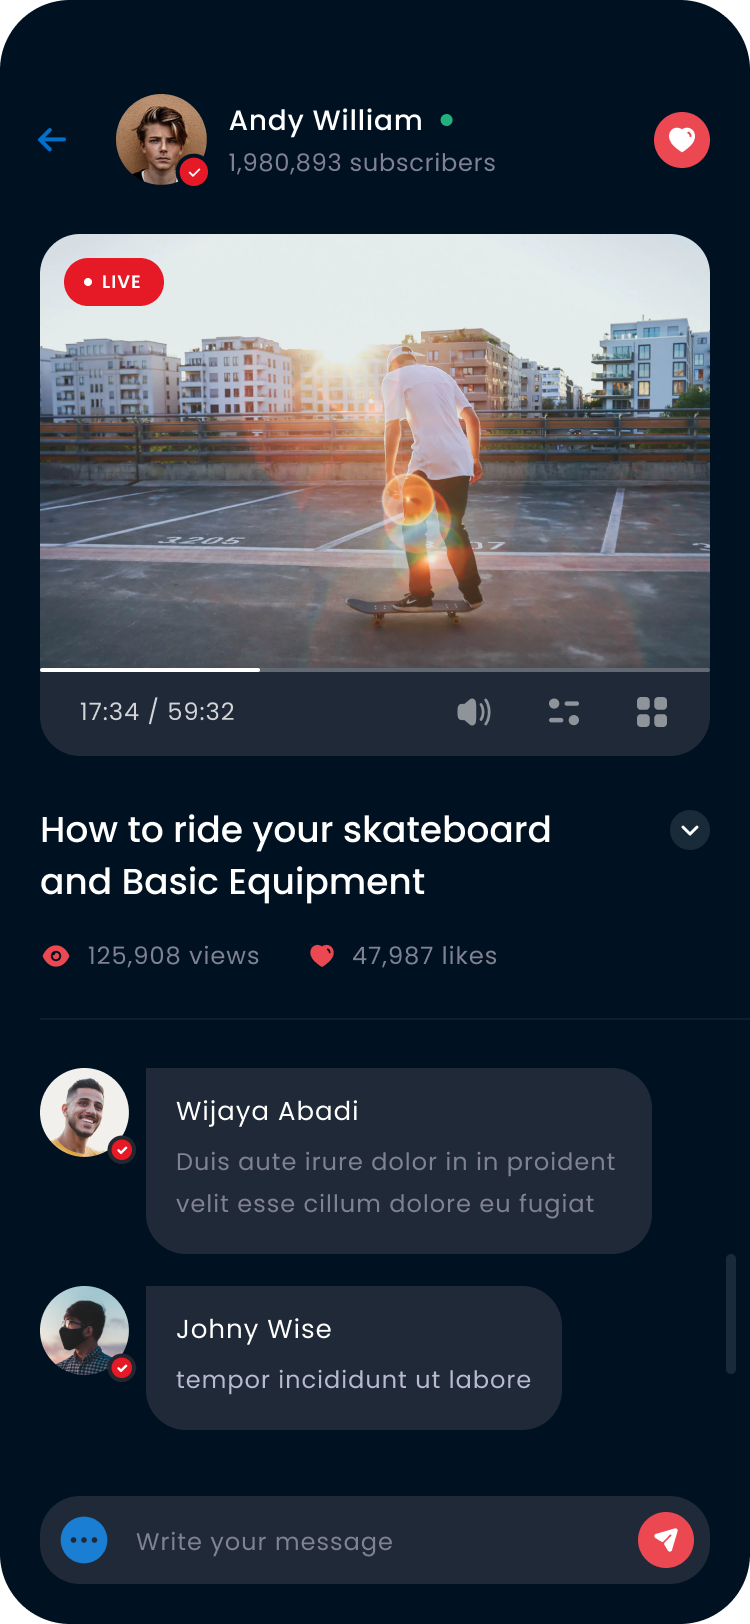 Andy William
1,980,893 subscribers
LIVE
3205
17:34 / 59:32
How to ride your skateboard
and Basic Equipment
125,908 views
47,987 likes
Wijaya Abadi
Duis aute irure dolor in in proident
velit esse cillum dolore eu fugiat
Johny Wise
tempor incididunt ut labore
Write your message